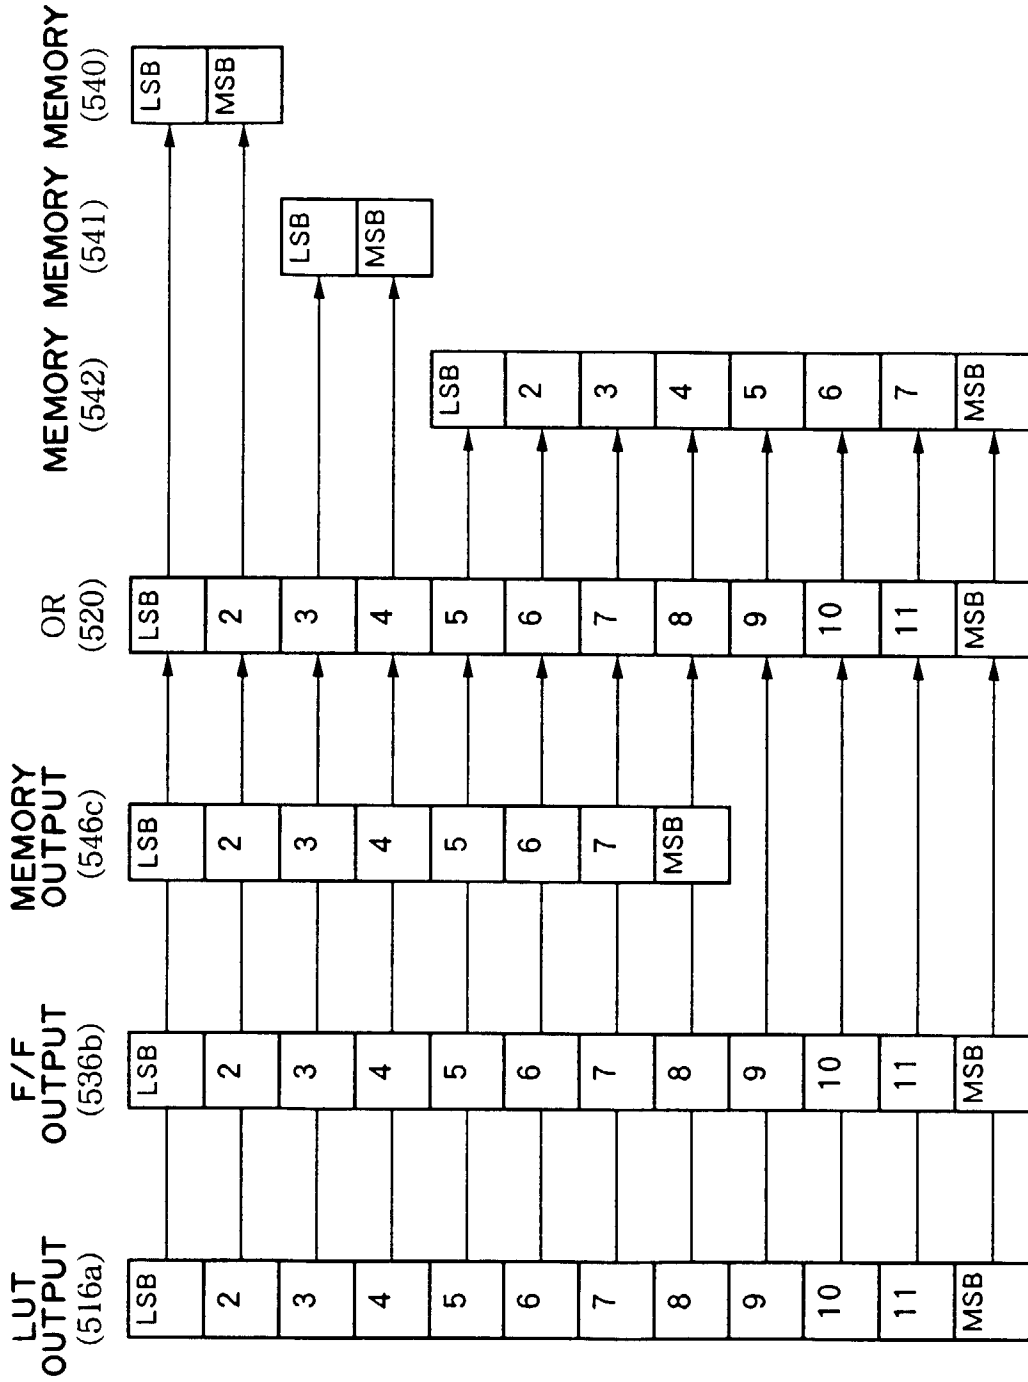 LUT OUTPUT (516a)
LSB
2
3
4
5
6
7
8
9
10
11
MSB
F/F OUTPUT (536b)
LSB
2
3
4
5
6
7
8
9
10
11
MSB
MEMORY OUTPUT (546c)
LSB
2
3
4
5
6
7
MSB
OR (520)
LSB
2
3
4
5
6
7
8
9
10
11
MSB
MEMORY (542)
LSB
2
3
4
5
6
7
MSB
MEMORY (541)
LSB
MSB
MEMORY (540)
LSB
MSB